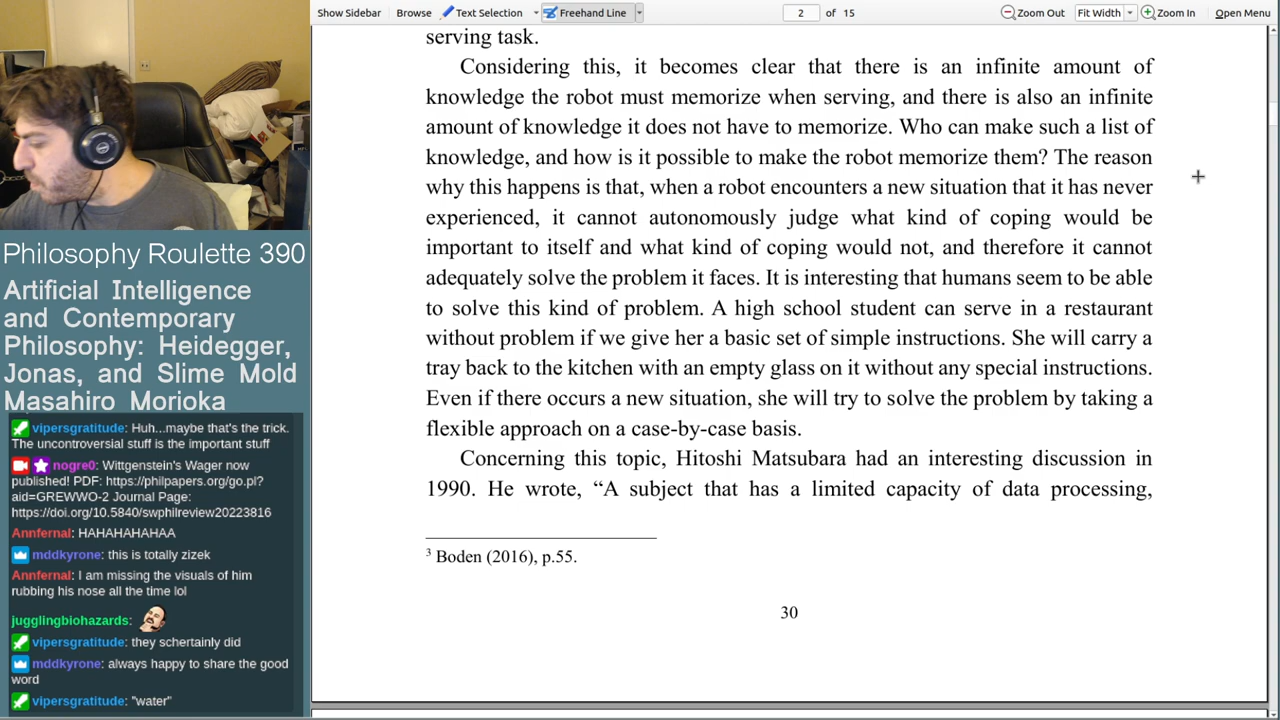 Show Sidebar Browse Text Selection Freehand Line 2 of 15 Zoom Out Fit Width Zoom In Open Menu
serving task.
Considering this, it becomes clear that there is an infinite amount of
knowledge the robot must memorize when serving, and there is also an infinite
amount of knowledge it does not have to memorize. Who can make such a list of
knowledge, and how is it possible to make the robot memorize them? The reason
why this happens is that, when a robot encounters a new situation that it has never
experienced, it cannot autonomously judge what kind of coping would be
important to itself and what kind of coping would not, and therefore it cannot
adequately solve the problem it faces. It is interesting that humans seem to be able
to solve this kind of problem. A high school student can serve in a restaurant
without problem if we give her a basic set of simple instructions. She will carry a
tray back to the kitchen with an empty glass on it without any special instructions.
Even if there occurs a new situation, she will try to solve the problem by taking a
flexible approach on a case-by-case basis.
Concerning this topic, Hitoshi Matsubara had an interesting discussion in
1990. He wrote, “A subject that has a limited capacity of data processing,
3 Boden (2016), p.55.
30
Philosophy Roulette 390
Artificial Intelligence
and Contemporary
Philosophy: Heidegger,
Jonas, and Slime Mold
Masahiro Morioka
vipersgratitude: Huh...maybe that's the trick.
The uncontroversial stuff is the important stuff
nogre0: Wittgenstein's Wager now
published! PDF: https://philpapers.org/go.pl?
aid=GREWWO-2 Journal Page:
https://doi.org/10.5840/swphilreview20223816
Annfernal: HAHAHAHAHAA
mddkyrone: this is totally zizek
Annfernal: I am missing the visuals of him
rubbing his nose all the time lol
jugglingbiohazards:
vipersgratitude: they schertainly did
mddkyrone: always happy to share the good
word
vipersgratitude: "water"